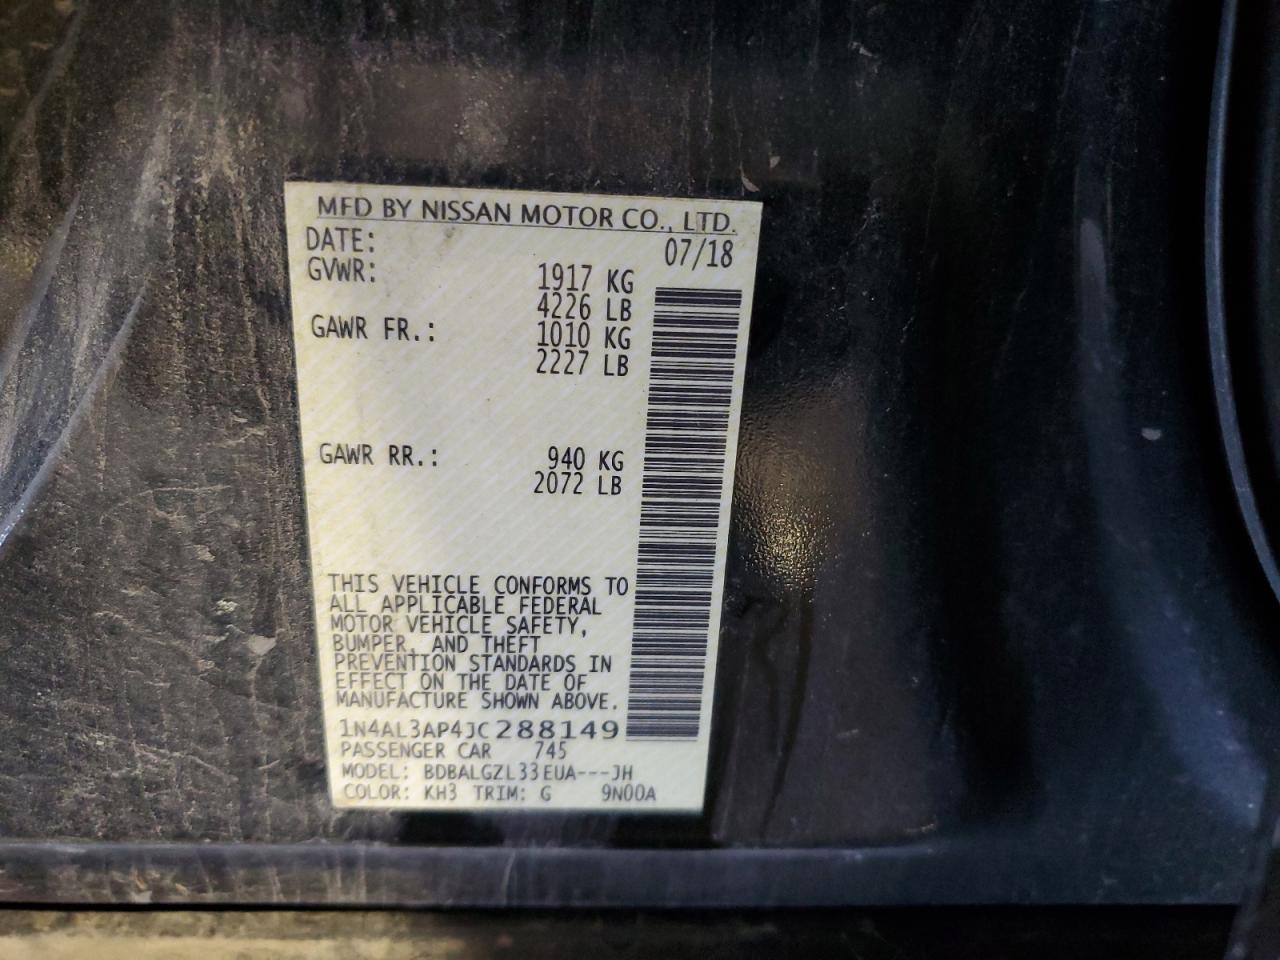 MFD BY NISSAN MOTOR CO., LTD.
DATE: 07/18
GVWR: 1917 KG
4226 LB
GAWR FR.: 1010 KG
2227 LB
GAWR RR.: 940 KG
2072 LB
THIS VEHICLE CONFORMS TO
ALL APPLICABLE FEDERAL
MOTOR VEHICLE SAFETY,
BUMPER, AND THEFT
PREVENTION STANDARDS IN
EFFECT ON THE DATE OF
MANUFACTURE SHOWN ABOVE.
1N4AL3AP4JC288149
PASSENGER CAR 745
MODEL: BDBALGZL33EUA---JH
COLOR: KH3 TRIM: G 9N00A